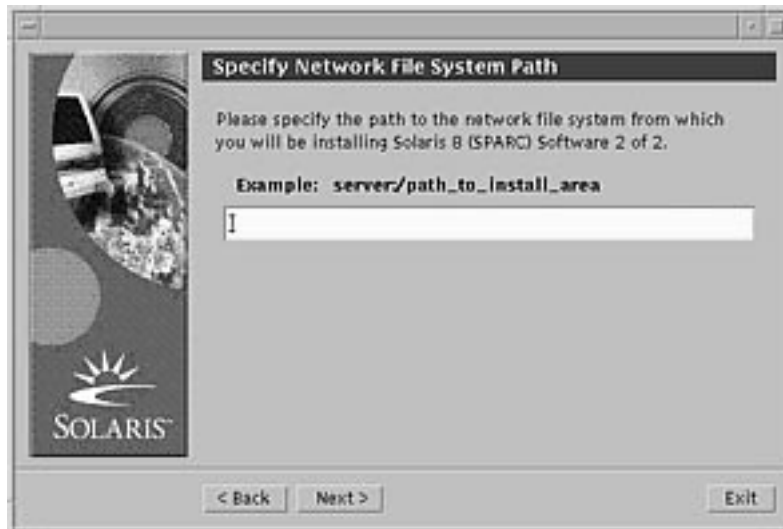 Specify Network File System Path
Please specify the path to the network file system from which
you will be installing Solaris 8 (SPARC) Software 2 of 2.
Example: server:/path_to_install_area
SOLARIS™
< Back
Next >
Exit